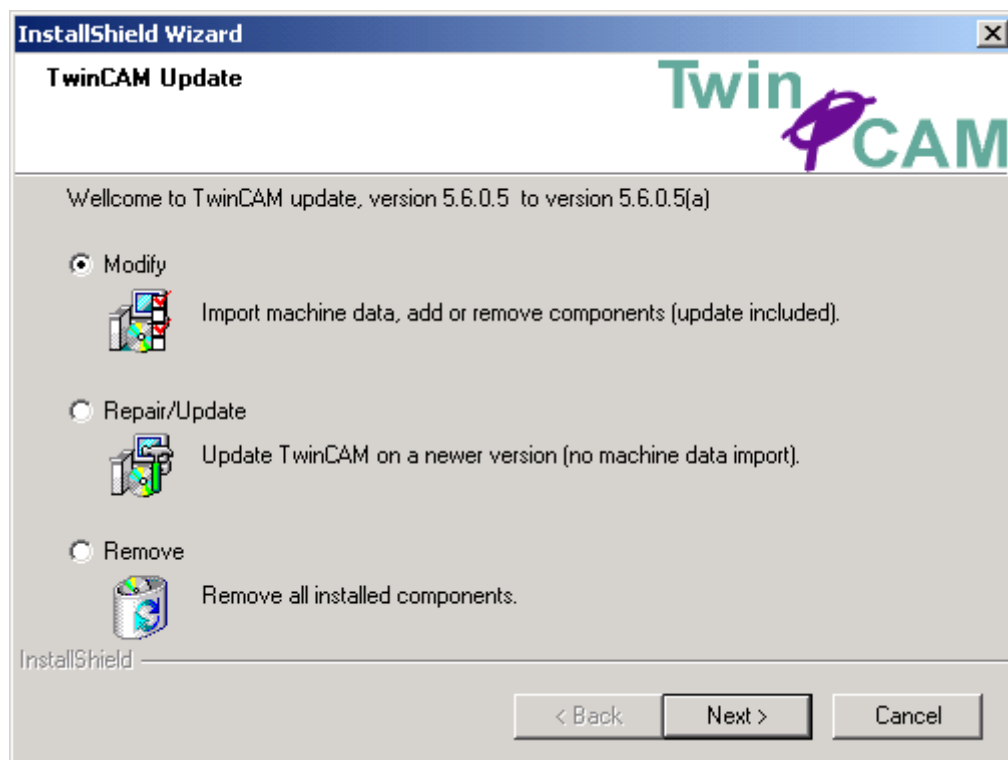 InstallShield Wizard
TwinCAM Update
Twin
CAM
Wellcome to TwinCAM update, version 5.6.0.5  to version 5.6.0.5(a)
Modify
Import machine data, add or remove components (update included).
Repair/Update
Update TwinCAM on a newer version (no machine data import).
Remove
Remove all installed components.
InstallShield
< Back
Next >
Cancel